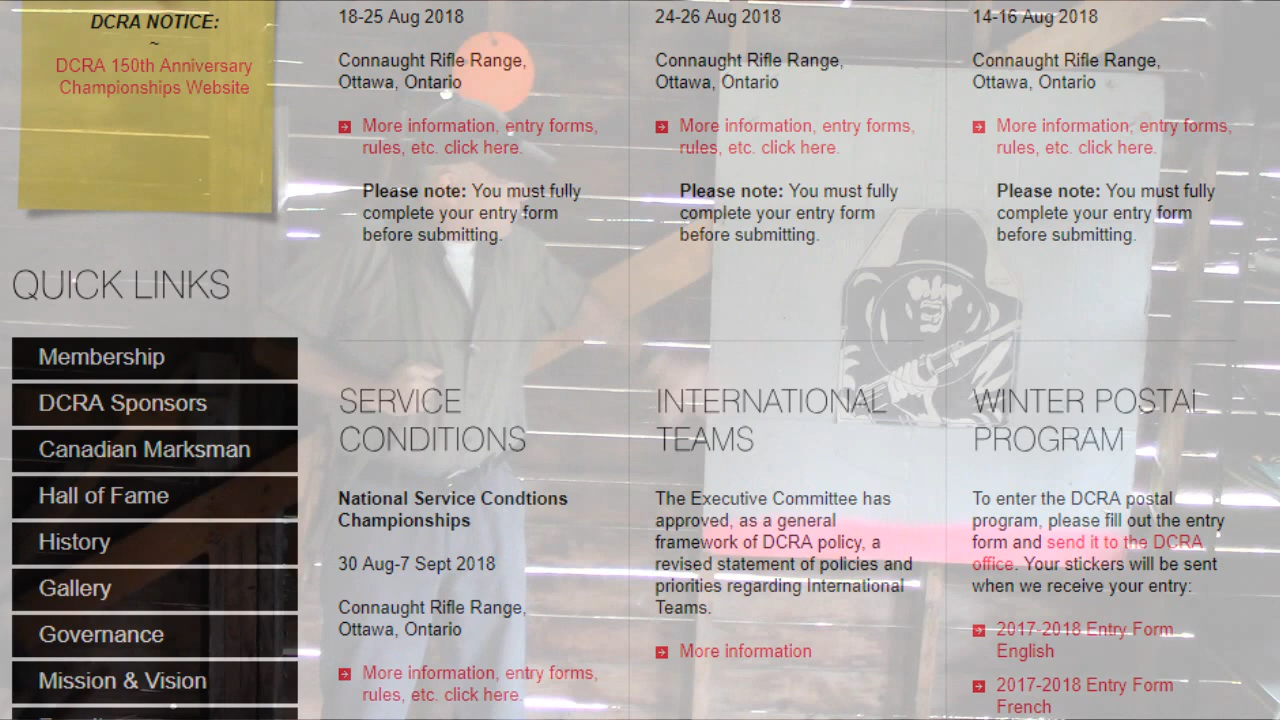 DCRA NOTICE:
~
DCRA 150th Anniversary
Championships Website
QUICK LINKS
Membership
DCRA Sponsors
Canadian Marksman
Hall of Fame
History
Gallery
Governance
Mission & Vision
18-25 Aug 2018
Connaught Rifle Range,
Ottawa, Ontario
More information, entry forms,
rules, etc. click here.
Please note: You must fully
complete your entry form
before submitting.
24-26 Aug 2018
Connaught Rifle Range,
Ottawa, Ontario
More information, entry forms,
rules, etc. click here.
Please note: You must fully
complete your entry form
before submitting.
14-16 Aug 2018
Connaught Rifle Range,
Ottawa, Ontario
More information, entry forms,
rules, etc. click here.
Please note: You must fully
complete your entry form
before submitting.
SERVICE
CONDITIONS
National Service Condtions
Championships
30 Aug-7 Sept 2018
Connaught Rifle Range,
Ottawa, Ontario
More information, entry forms,
rules, etc. click here.
INTERNATIONAL
TEAMS
The Executive Committee has
approved, as a general
framework of DCRA policy, a
revised statement of policies and
priorities regarding International
Teams.
More information
WINTER POSTAL
PROGRAM
To enter the DCRA postal
program, please fill out the entry
form and send it to the DCRA
office. Your stickers will be sent
when we receive your entry:
2017-2018 Entry Form
English
2017-2018 Entry Form
French